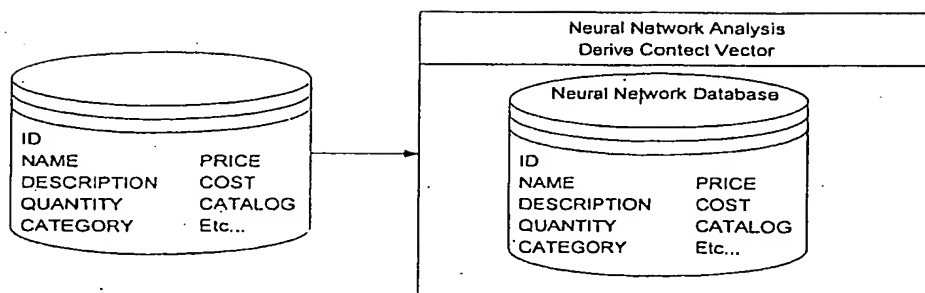 Neural Network Analysis
Derive Contect Vector
Neural Network Database
ID
NAME PRICE
DESCRIPTION COST
QUANTITY CATALOG
CATEGORY Etc...
ID
NAME PRICE
DESCRIPTION COST
QUANTITY CATALOG
CATEGORY Etc...